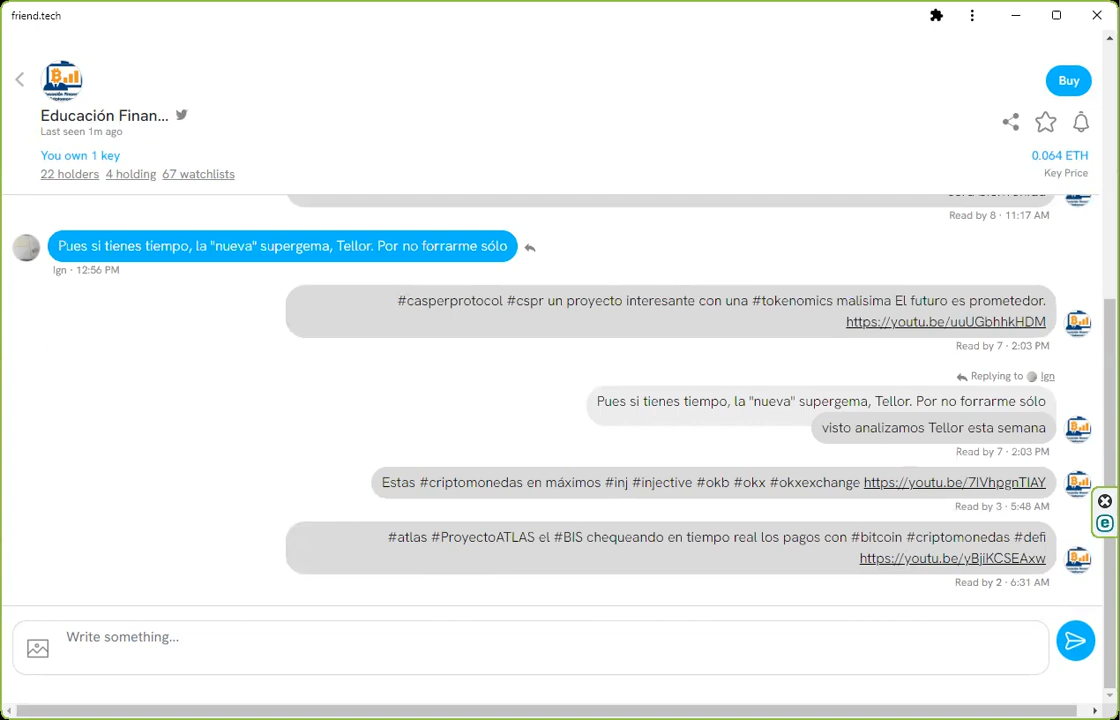 friend.tech
Buy
Educación Finan...
Last seen 1m ago
You own 1 key
0.064 ETH
22 holders 4 holding 67 watchlists
Key Price
Read by 8 · 11:17 AM
Pues si tienes tiempo, la "nueva" supergema, Tellor. Por no forrarme sólo
Ign · 12:56 PM
#casperprotocol #cspr un proyecto interesante con una #tokenomics malisima El futuro es prometedor.
https://youtu.be/uuUGbhhkHDM
Read by 7 · 2:03 PM
Replying to Ign
Pues si tienes tiempo, la "nueva" supergema, Tellor. Por no forrarme sólo
visto analizamos Tellor esta semana
Read by 7 · 2:03 PM
Estas #criptomonedas en máximos #inj #injective #okb #okx #okxexchange https://youtu.be/7lVhpgnTlAY
Read by 3 · 5:48 AM
#atlas #ProyectoATLAS el #BIS chequeando en tiempo real los pagos con #bitcoin #criptomonedas #defi
https://youtu.be/yBjiKCSEAxw
Read by 2 · 6:31 AM
Write something...